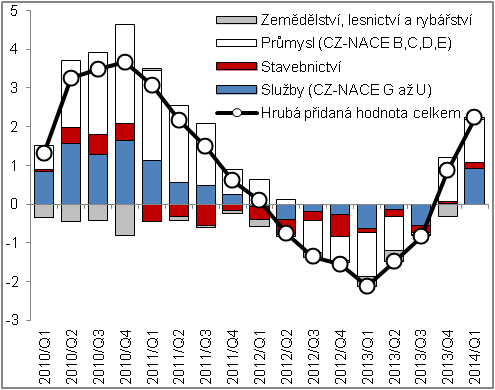 5
4
3
2
1
0
-1
-2
-3
Zemědělství, lesnictví a rybářství
Průmysl (CZ-NACE B,C,D,E)
Stavebnictví
Služby (CZ-NACE G až U)
Hrubá přidaná hodnota celkem
2010/Q1
2010/Q2
2010/Q3
2010/Q4
2011/Q1
2011/Q2
2011/Q3
2011/Q4
2012/Q1
2012/Q2
2012/Q3
2012/Q4
2013/Q1
2013/Q2
2013/Q3
2013/Q4
2014/Q1